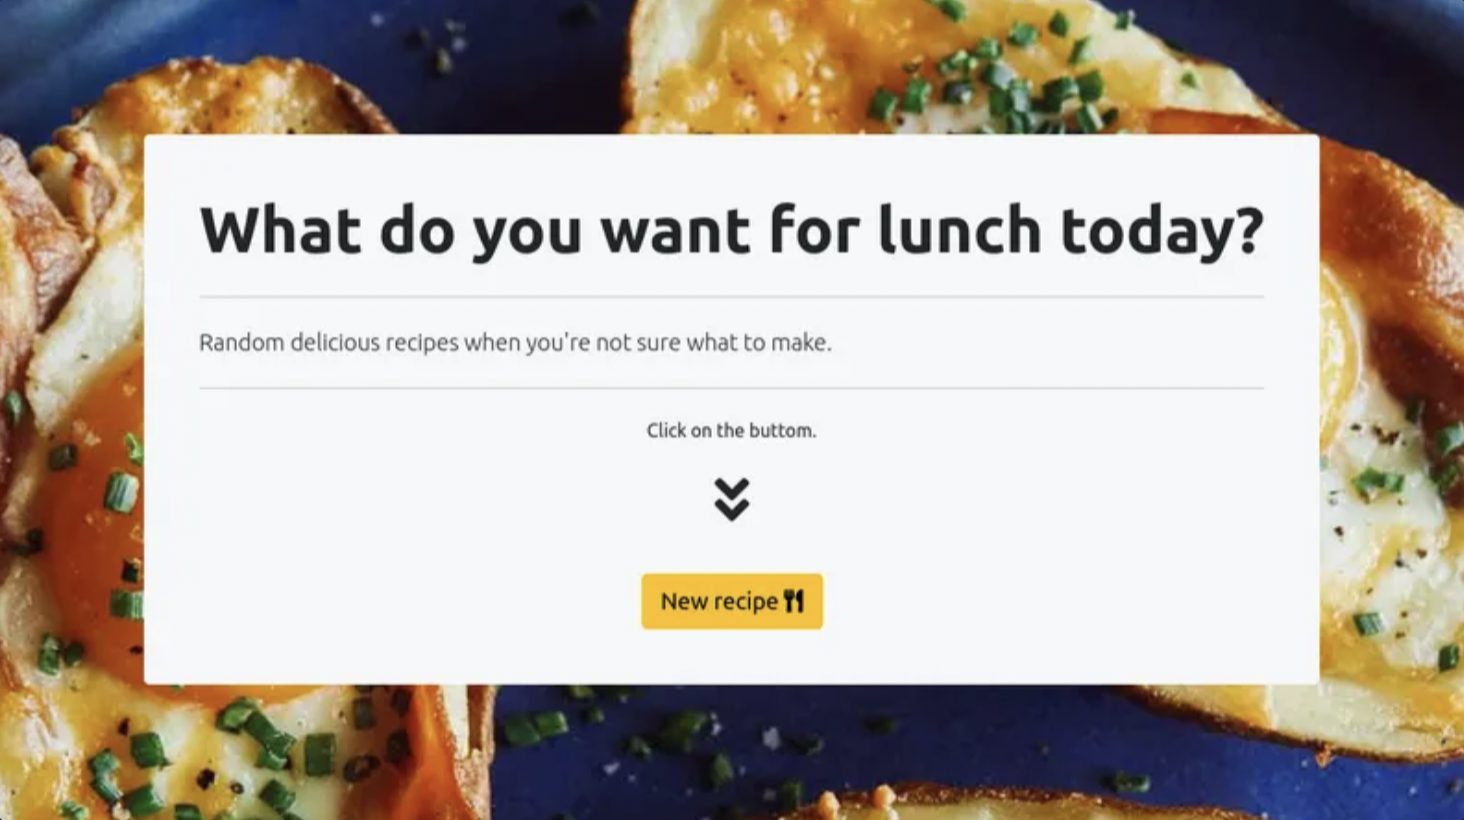 What do you want for lunch today?
Random delicious recipes when you're not sure what to make.
Click on the buttom.
New recipe